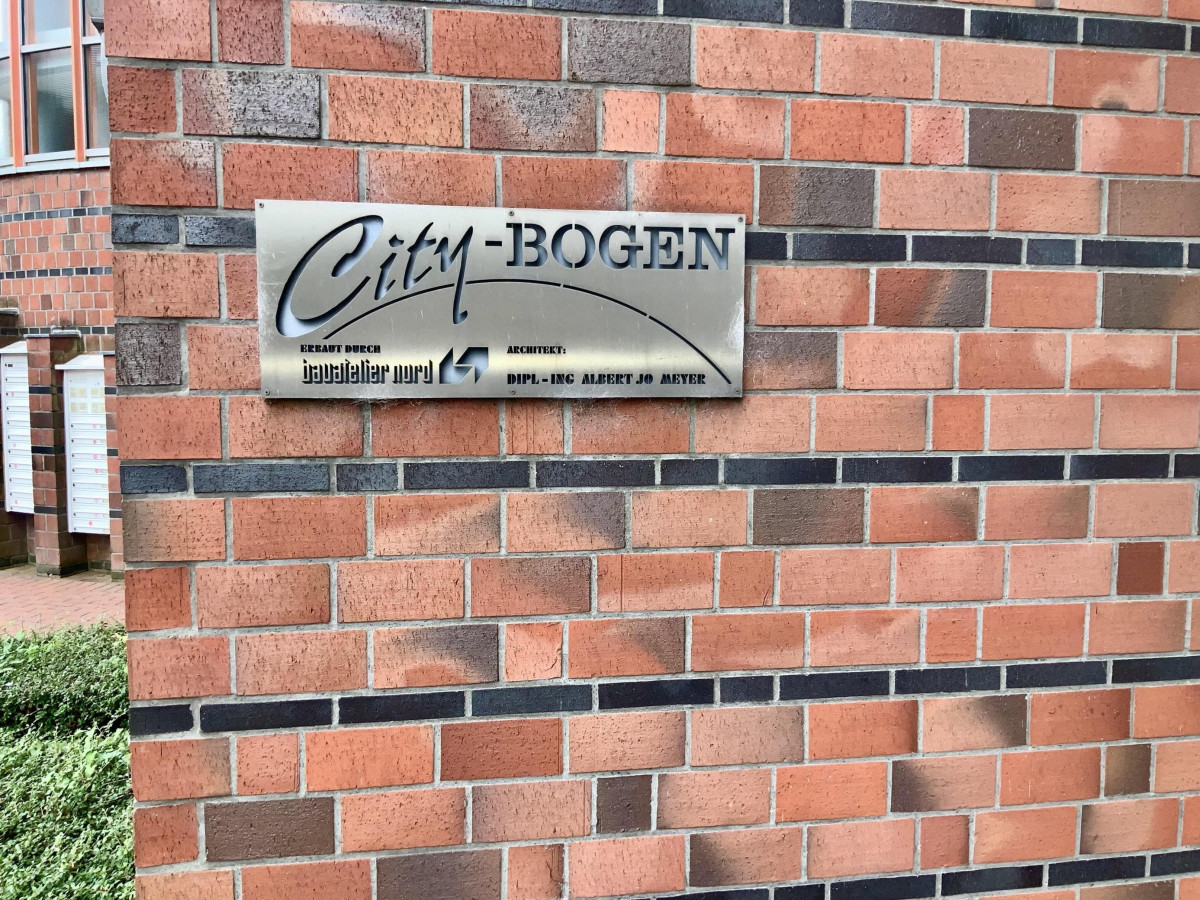 City-BOGEN
ERBAUT DURCH
bauatelier nord
ARCHITEKT:
DIPL-ING ALBERT JO MEYER